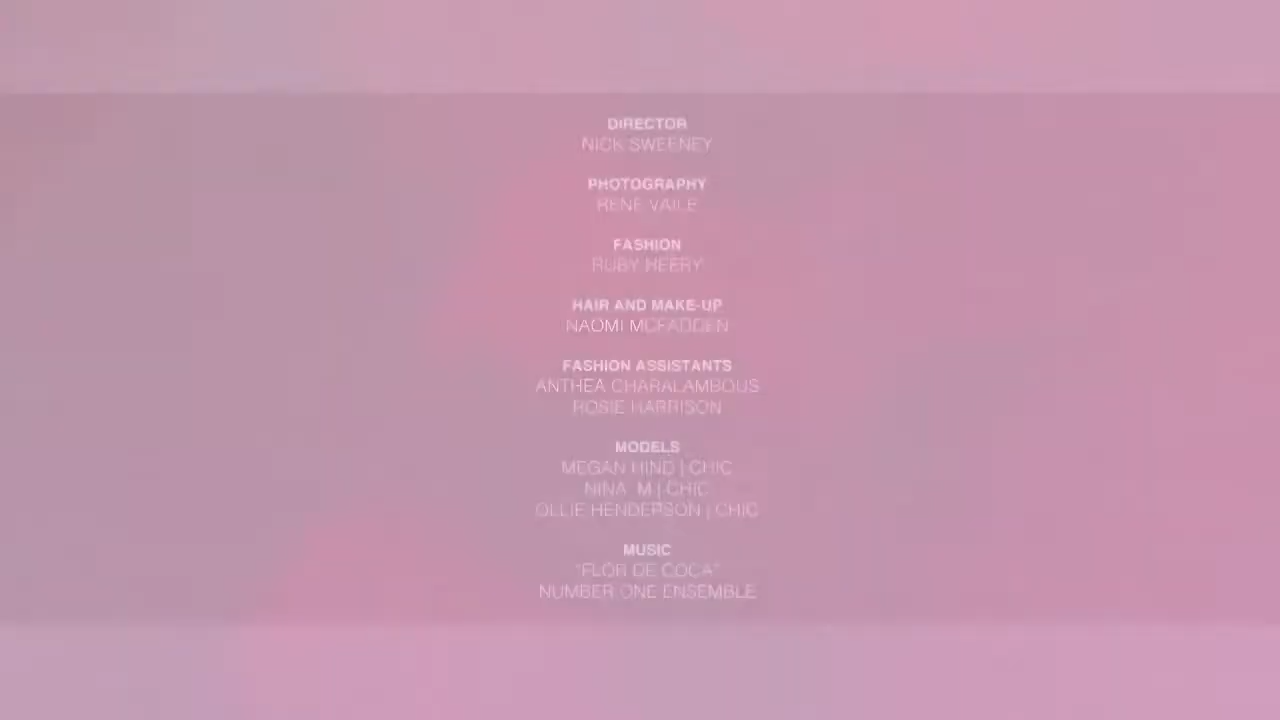 DIRECTOR
NICK SWEENEY
PHOTOGRAPHY
RENE VAILE
FASHION
RUBY HEERY
HAIR AND MAKE-UP
NAOMI MCFADDEN
FASHION ASSISTANTS
ANTHEA CHARALAMBOUS
ROSIE HARRISON
MODELS
MEGAN HIND | CHIC
NINA M | CHIC
OLLIE HENDERSON | CHIC
MUSIC
"FLOR DE COCA"
NUMBER ONE ENSEMBLE